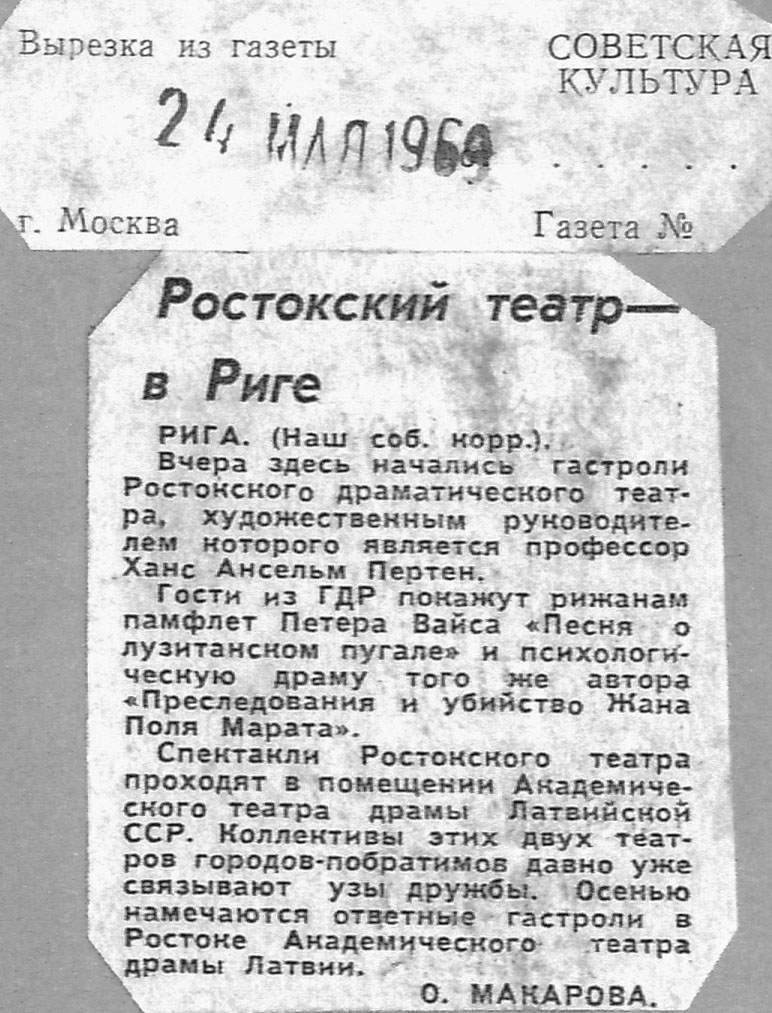 Вырезка из газеты
СОВЕТСКАЯ
КУЛЬТУРА
24 МАЯ 1969 . . . . .
г. Москва
Газета №
Ростокский театр—
в Риге
РИГА. (Наш соб. корр.).
Вчера здесь начались гастроли
Ростокского драматического теат-
ра, художественным руководите-
лем которого является профессор
Ханс Ансельм Пертен.
Гости из ГДР покажут рижанам
памфлет Петера Вайса «Песня о
лузитанском пугале» и психологи-
ческую драму того же автора
«Преследования и убийство Жана
Поля Марата».
Спектакли Ростокского театра
проходят в помещении Академиче-
ского театра драмы Латвийской
ССР. Коллективы этих двух теат-
ров городов-побратимов давно уже
связывают узы дружбы. Осенью
намечаются ответные гастроли в
Ростоке Академического театра
драмы Латвии.
О. МАКАРОВА.